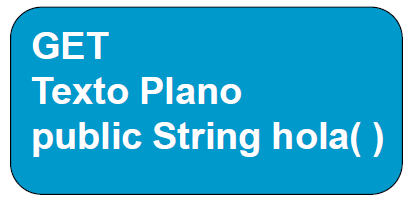 GET
Texto Plano
public String hola( )